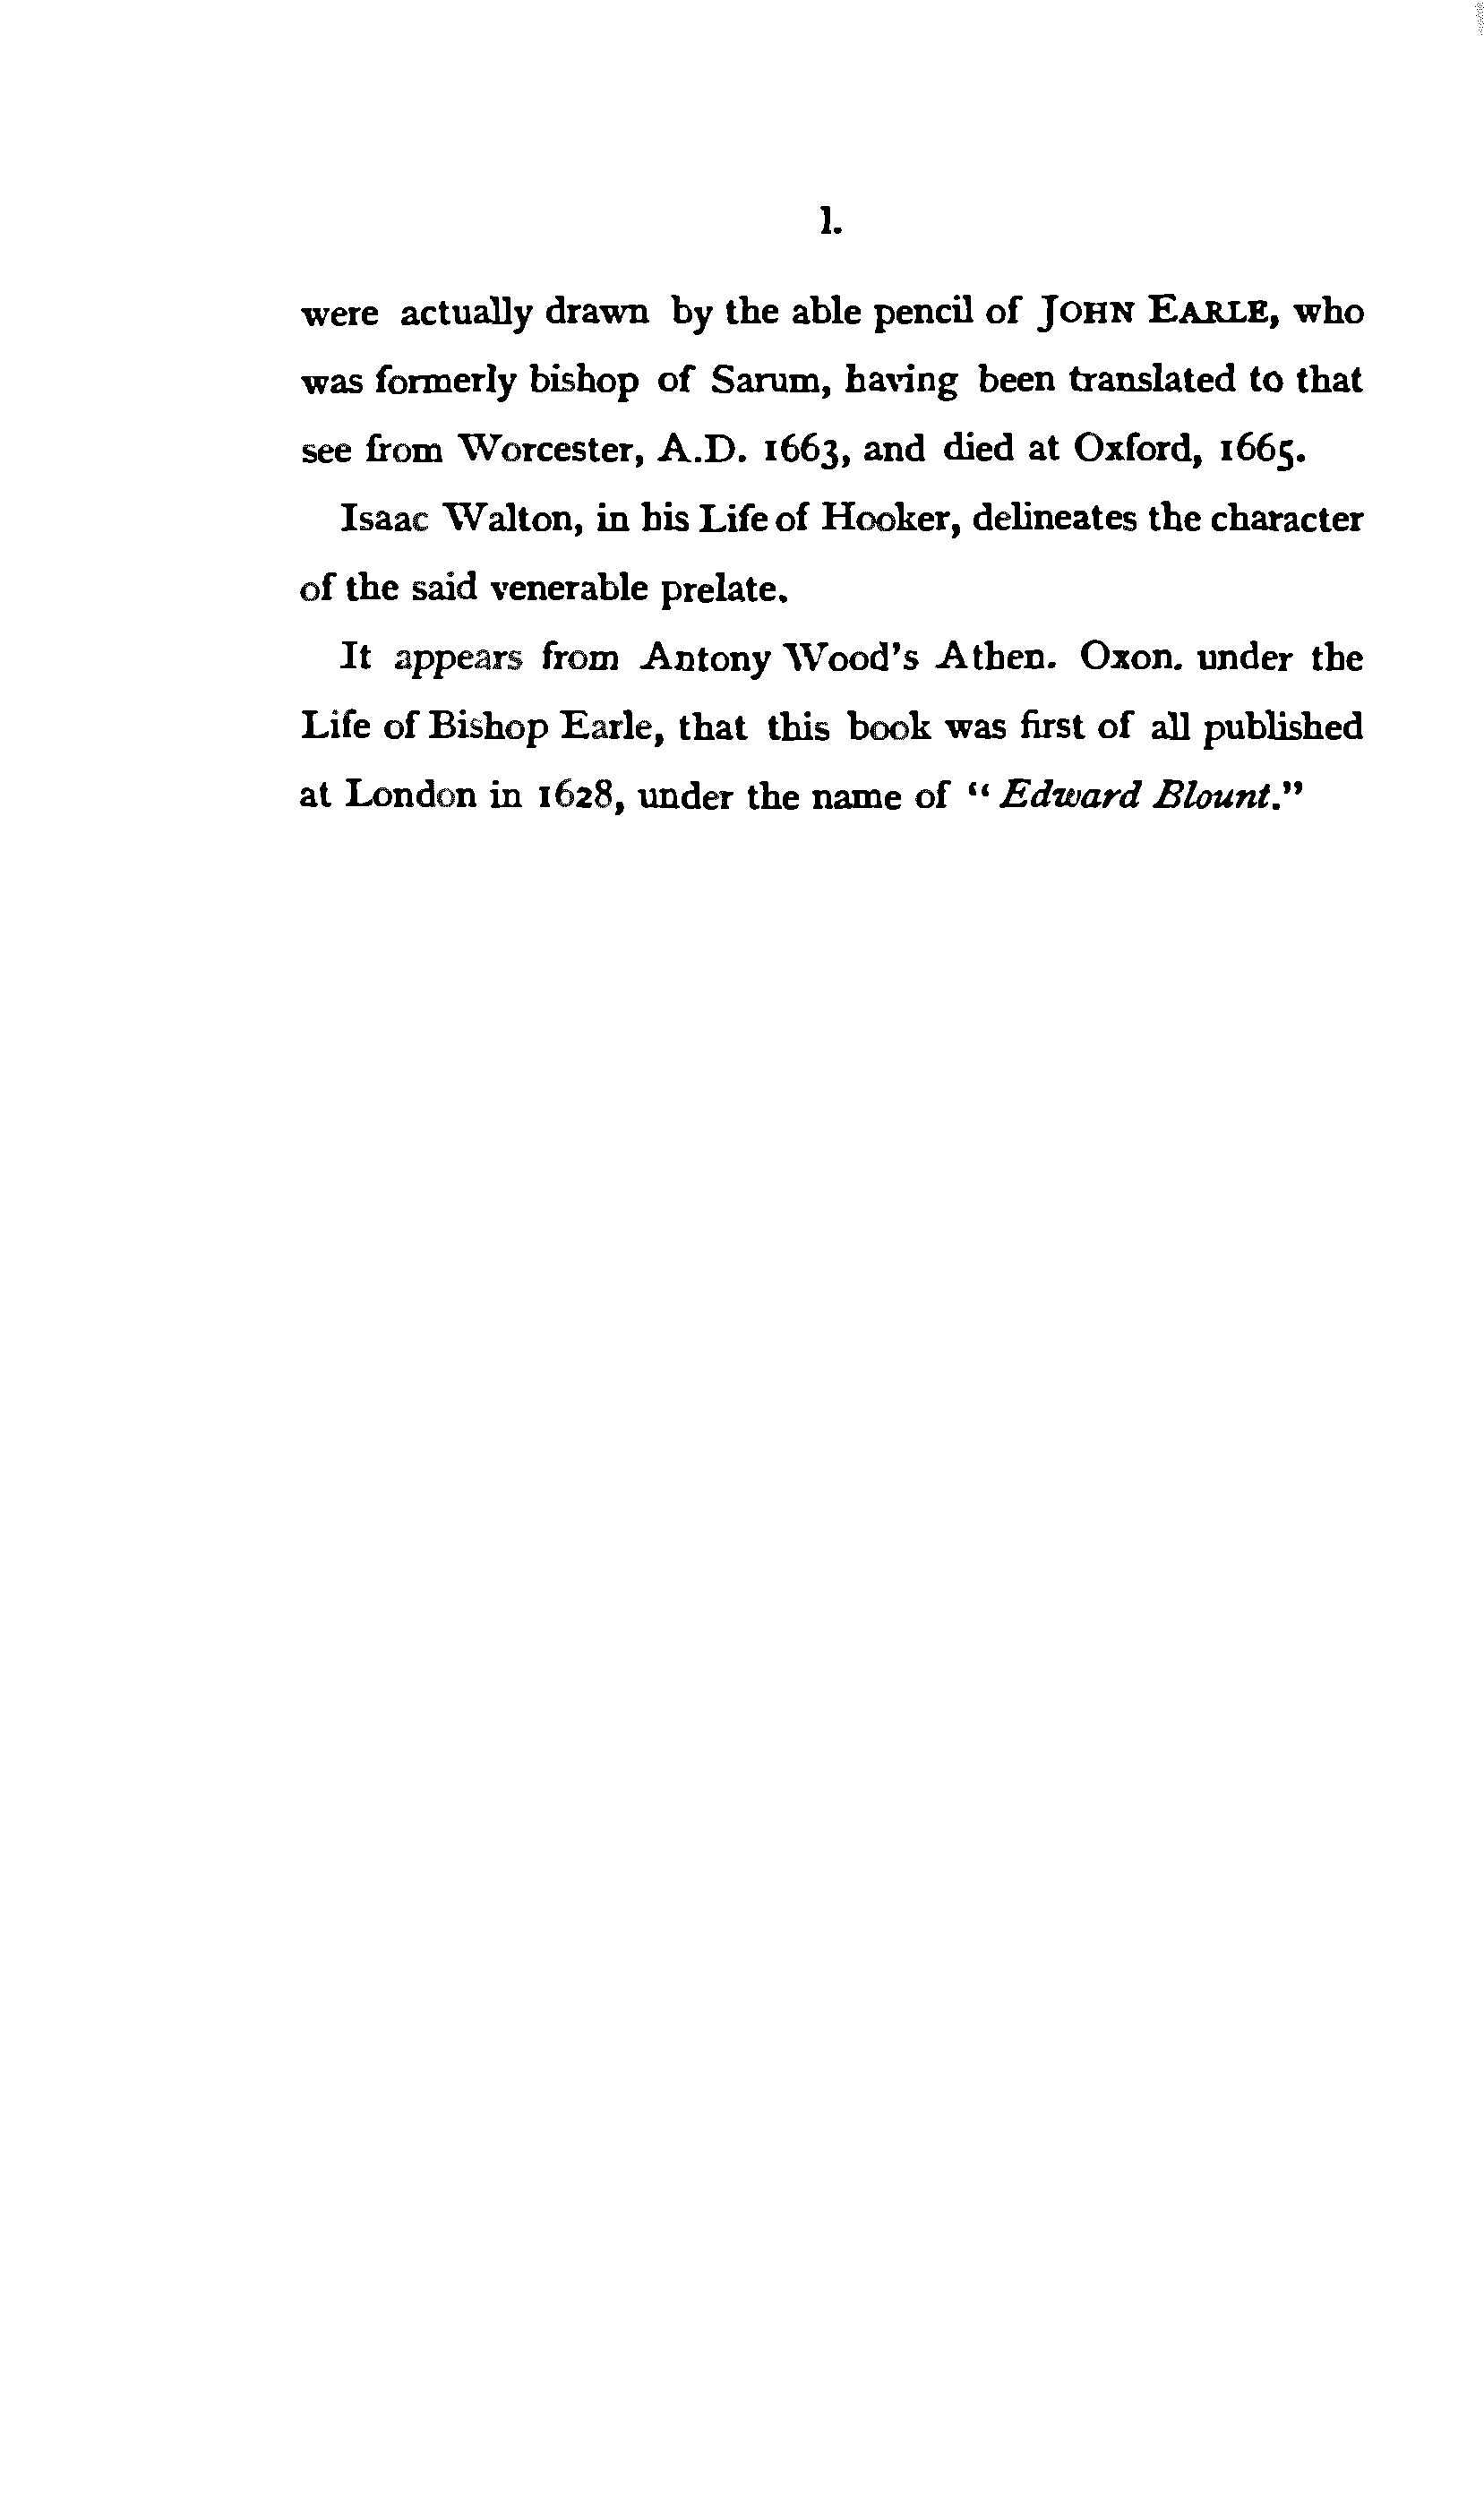 l.
were actually drawn by the able pencil of JOHN EARLE, who
was formerly bishop of Sarum, having been translated to that
see from Worcester, A.D. 1663, and died at Oxford, 1665.
Isaac Walton, in his Life of Hooker, delineates the character
of the said venerable prelate.
It appears from Antony Wood's Athen. Oxon. under the
Life of Bishop Earle, that this book was first of all published
at London in 1628, under the name of "Edward Blount."